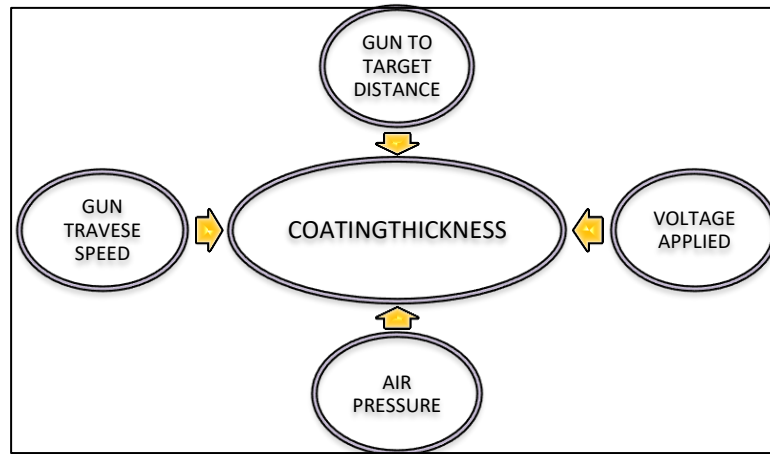 GUN TO
TARGET
DISTANCE
GUN
TRAVESE
SPEED
COATINGTHICKNESS
VOLTAGE
APPLIED
AIR
PRESSURE